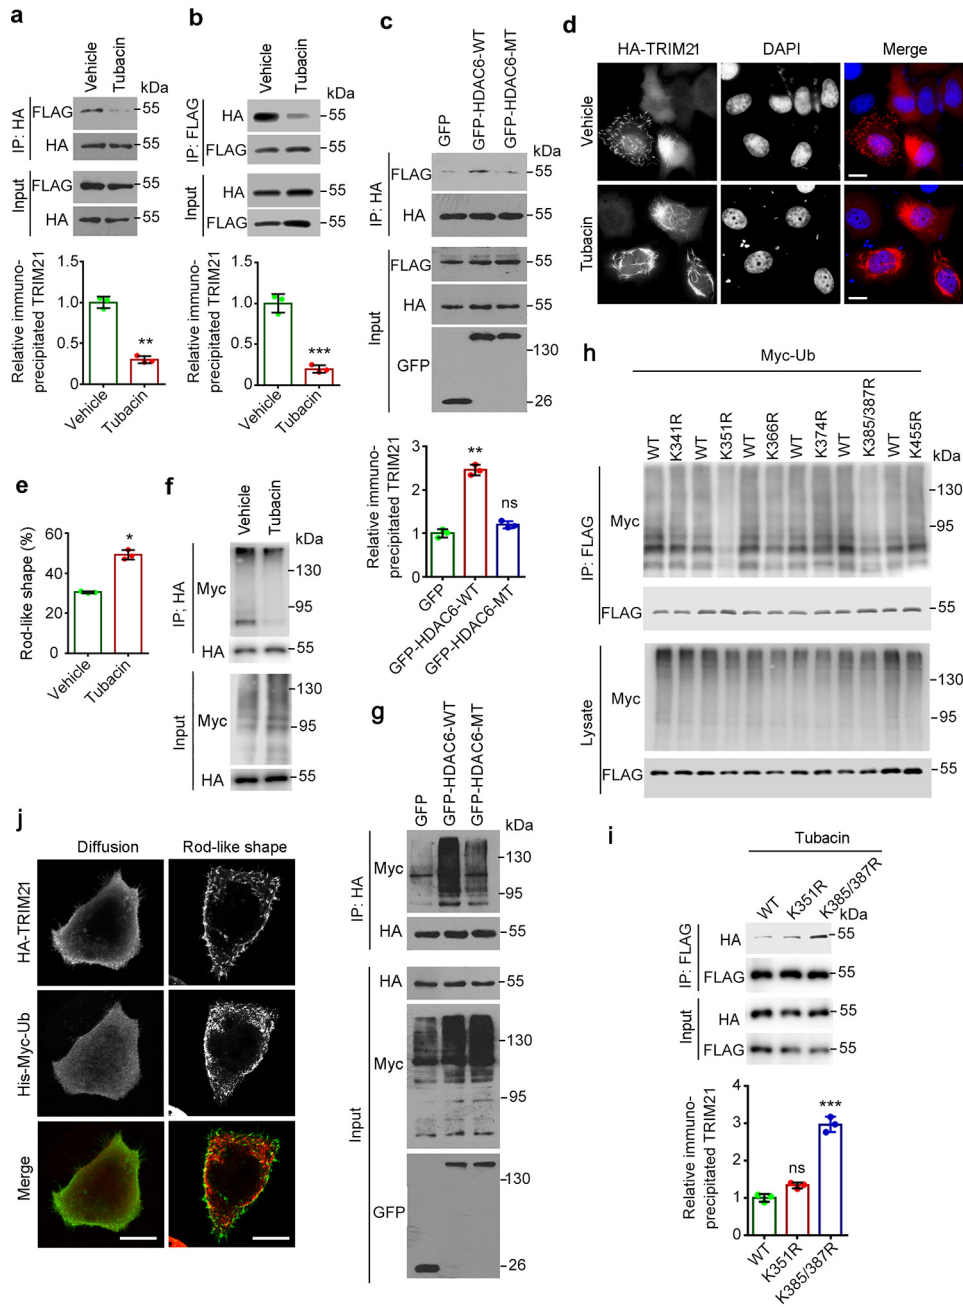 a
Vehicle
Tubacin
kDa
IP: HA
FLAG
55
HA
55
Input
FLAG
55
HA
55
Relative immuno-
precipitated TRIM21
1.5
1.0
0.5
0
**
Vehicle
Tubacin
b
Vehicle
Tubacin
kDa
IP: FLAG
HA
55
FLAG
55
Input
HA
55
FLAG
55
Relative immuno-
precipitated TRIM21
1.5
1.0
0.5
0
***
Vehicle
Tubacin
c
GFP
GFP-HDAC6-WT
GFP-HDAC6-MT
kDa
IP: HA
FLAG
55
HA
55
Input
FLAG
55
HA
55
GFP
130
26
Relative immuno-
precipitated TRIM21
3
2
1
0
**
ns
GFP
GFP-HDAC6-WT
GFP-HDAC6-MT
d
HA-TRIM21
DAPI
Merge
Vehicle
Tubacin
e
Rod-like shape (%)
60
40
20
0
*
Vehicle
Tubacin
f
Vehicle
Tubacin
kDa
IP; HA
Myc
130
95
HA
55
Input
Myc
130
95
HA
55
g
GFP
GFP-HDAC6-WT
GFP-HDAC6-MT
kDa
IP: HA
Myc
130
95
HA
55
Input
HA
55
Myc
130
95
GFP
130
26
h
Myc-Ub
WT
K341R
WT
K351R
WT
K366R
WT
K374R
WT
K385/387R
WT
K455R
kDa
IP: FLAG
Myc
130
95
FLAG
55
Lysate
Myc
130
95
FLAG
55
i
Tubacin
WT
K351R
K385/387R
kDa
IP: FLAG
HA
55
FLAG
55
Input
HA
55
FLAG
55
Relative immuno-
precipitated TRIM21
4
3
2
1
0
ns
***
WT
K351R
K385/387R
j
Diffusion
Rod-like shape
HA-TRIM21
His-Myc-Ub
Merge